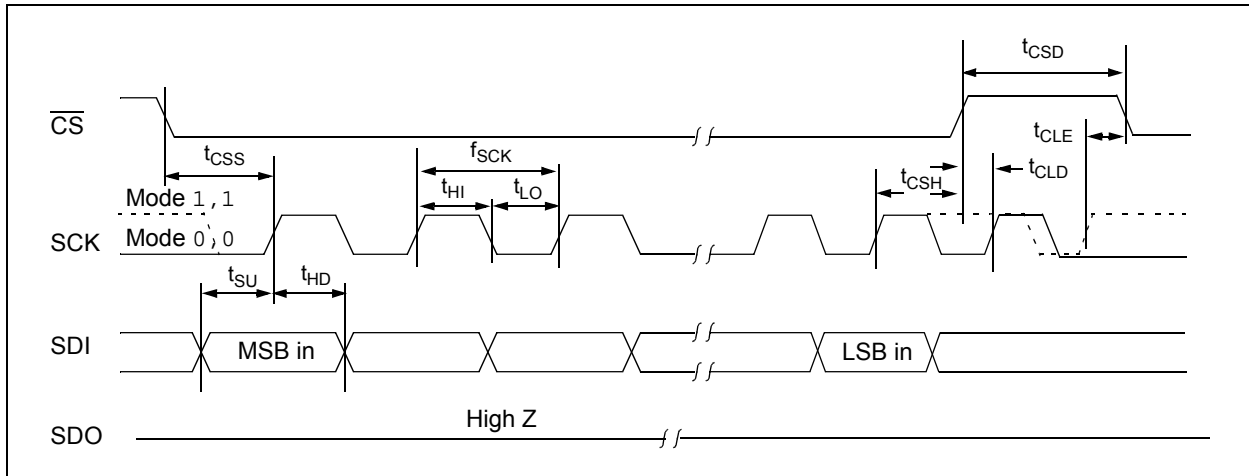 tCSD
CS
tCLE
tCSS
fSCK
tCSH
tCLD
tHI
tLO
Mode 1,1
SCK
Mode 0,0
tSU
tHD
SDI
MSB in
LSB in
High Z
SDO